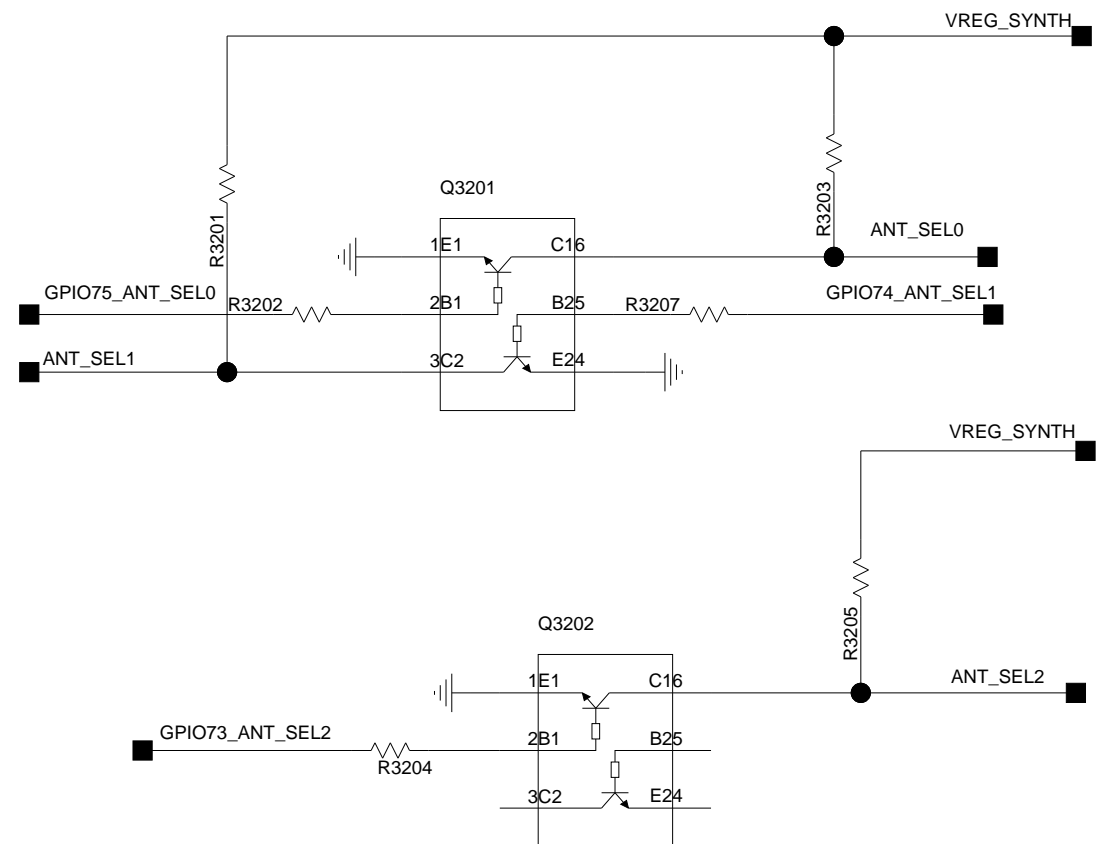 VREG_SYNTH
Q3201
R3201
R3203
1E1 C16
ANT_SEL0
GPIO75_ANT_SEL0
R3202
2B1 B25
R3207
GPIO74_ANT_SEL1
ANT_SEL1
3C2 E24
VREG_SYNTH
Q3202
R3205
1E1 C16
ANT_SEL2
GPIO73_ANT_SEL2
2B1 B25
R3204
3C2 E24